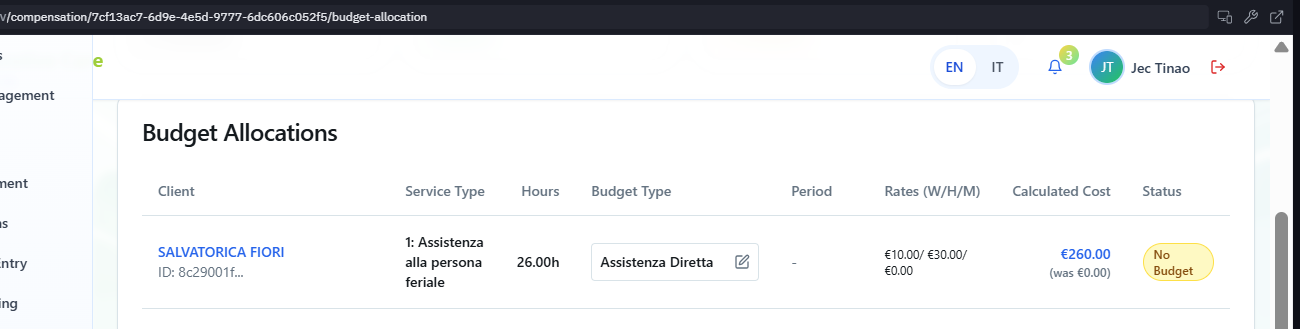 v/compensation/7cf13ac7-6d9e-4e5d-9777-6dc606c052f5/budget-allocation
s
e
EN
IT
3
JT
Jec Tinao
agement
ment
ns
Entry
ing
Budget Allocations
Client
Service Type
Hours
Budget Type
Period
Rates (W/H/M)
Calculated Cost
Status
SALVATORICA FIORI
ID: 8c29001f...
1: Assistenza
alla persona
feriale
26.00h
Assistenza Diretta
-
€10.00/ €30.00/
€0.00
€260.00
(was €0.00)
No
Budget